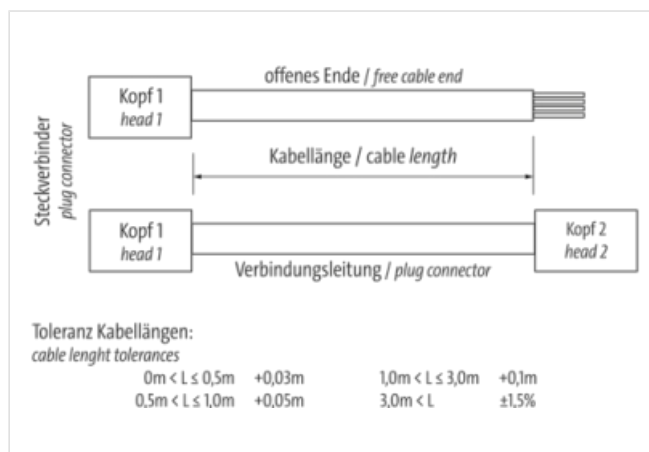 offenes Ende / free cable end
Kopf 1
head 1
Steckverbinder
plug connector
Kabellänge / cable length
Kopf 1
head 1
Kopf 2
head 2
Verbindungsleitung / plug connector
Toleranz Kabellängen:
cable lenght tolerances
0m < L ≤ 0,5m +0,03m 1,0m < L ≤ 3,0m +0,1m
0,5m < L ≤ 1,0m +0,05m 3,0m < L ±1,5%